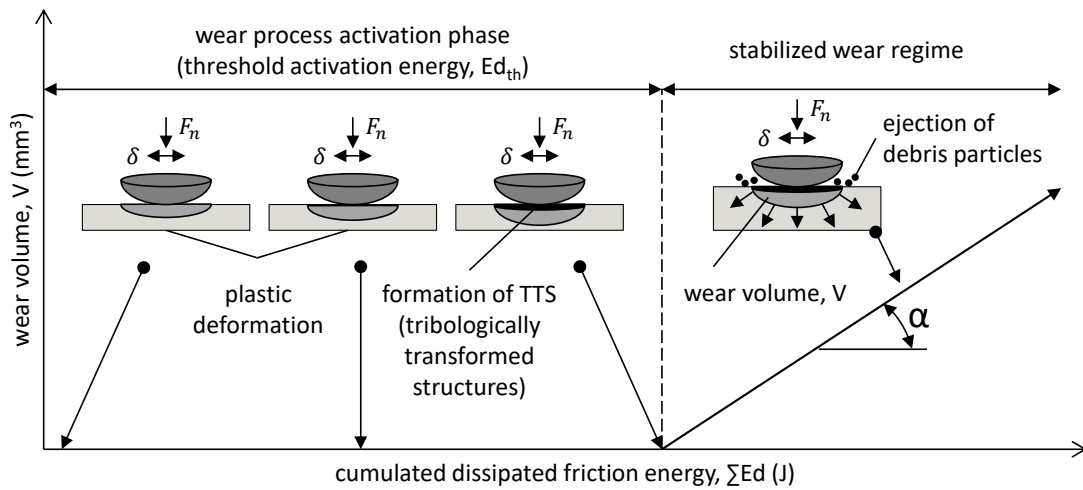 wear process activation phase
(threshold activation energy, Ed_th)
stabilized wear regime
F_n
δ
F_n
δ
F_n
δ
F_n
δ
ejection of
debris particles
plastic
deformation
formation of TTS
(tribologically
transformed
structures)
wear volume, V
α
wear volume, V (mm³)
cumulated dissipated friction energy, ∑Ed (J)